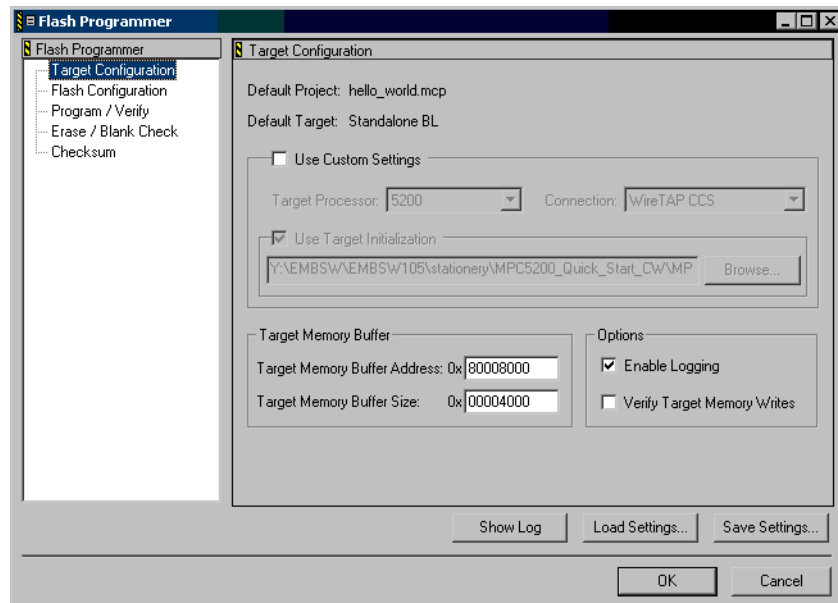 Flash Programmer
Flash Programmer
Target Configuration
Flash Configuration
Program / Verify
Erase / Blank Check
Checksum
Target Configuration
Default Project: hello_world.mcp
Default Target: Standalone BL
Use Custom Settings
Target Processor: 5200 Connection: WireTAP CCS
Use Target Initialization
Y:\EMBSW\EMBSW105\stationery\MPC5200_Quick_Start_CW\MP Browse...
Target Memory Buffer
Target Memory Buffer Address: 0x 80008000
Target Memory Buffer Size: 0x 00004000
Options
Enable Logging
Verify Target Memory Writes
Show Log Load Settings... Save Settings...
OK Cancel